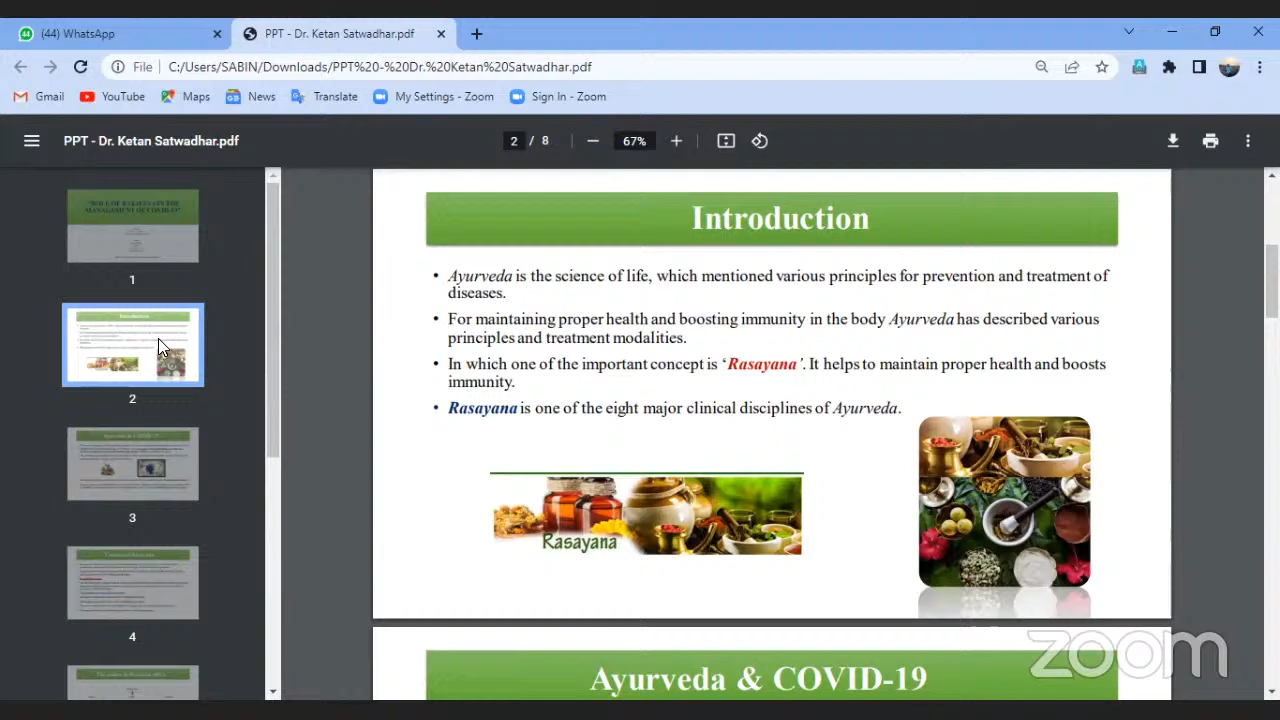 (44) WhatsApp
PPT - Dr. Ketan Satwadhar.pdf
File
C:/Users/SABIN/Downloads/PPT%20-%20Dr.%20Ketan%20Satwadhar.pdf
Gmail
YouTube
Maps
News
Translate
My Settings - Zoom
Sign In - Zoom
PPT - Dr. Ketan Satwadhar.pdf
2 / 8
67%
1
2
3
4
Introduction
• Ayurveda is the science of life, which mentioned various principles for prevention and treatment of
diseases.
• For maintaining proper health and boosting immunity in the body Ayurveda has described various
principles and treatment modalities.
• In which one of the important concept is ‘Rasayana’. It helps to maintain proper health and boosts
immunity.
• Rasayana is one of the eight major clinical disciplines of Ayurveda.
Rasayana
Ayurveda & COVID-19
zoom